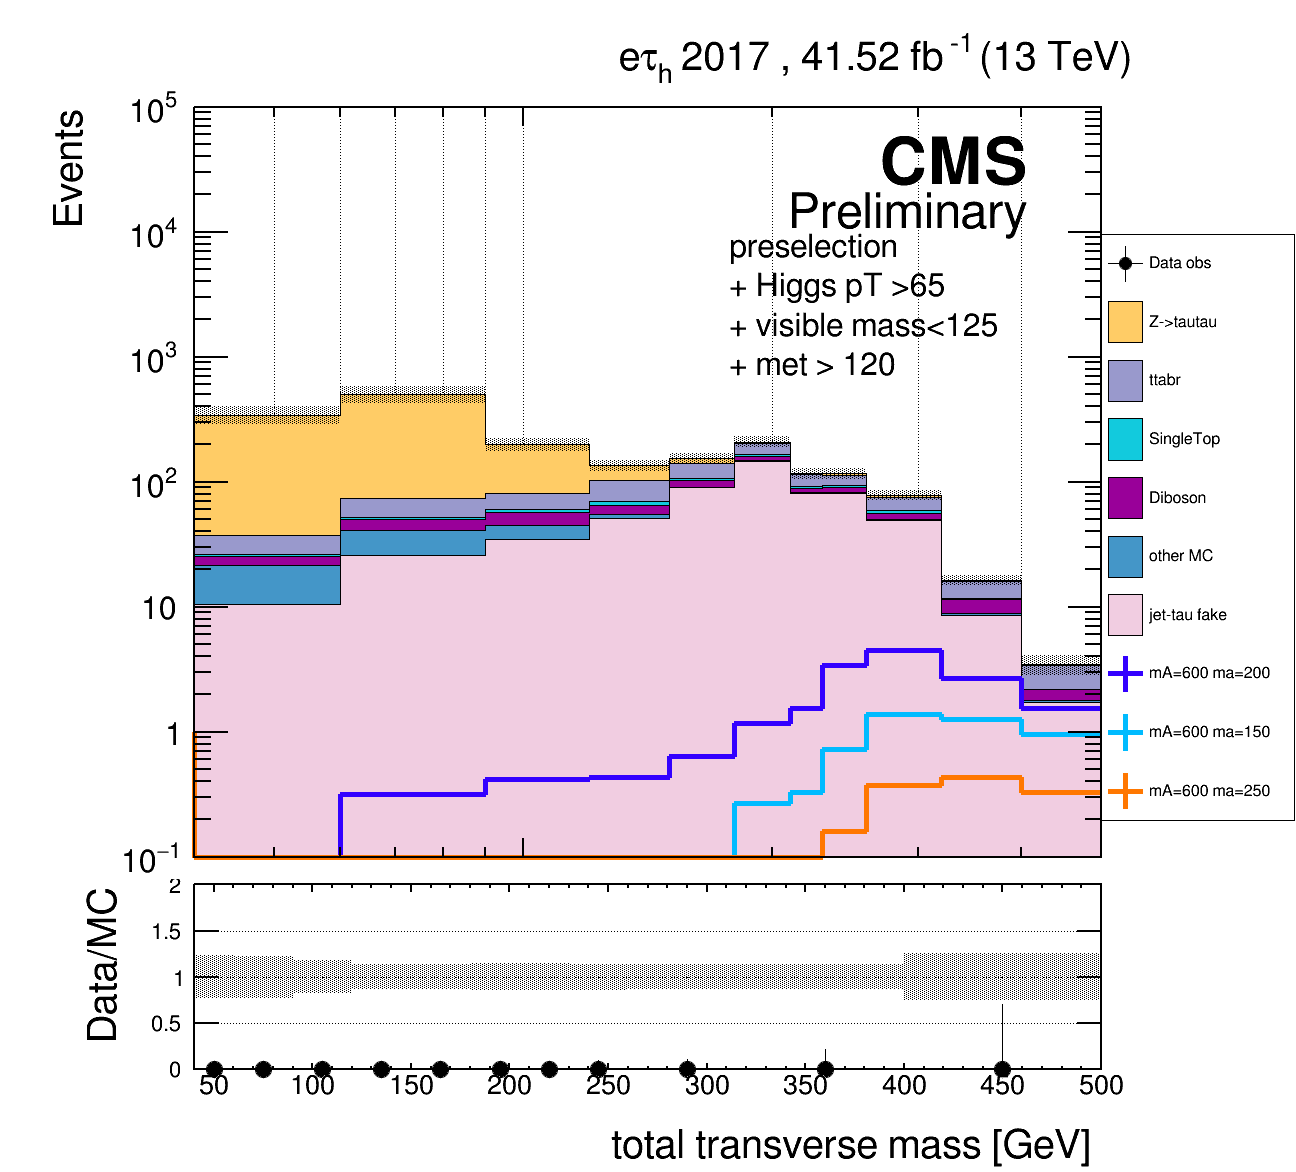 eτh 2017 , 41.52 fb-1 (13 TeV)
Events
10^5
10^4
10^3
10^2
10
1
10^−1
CMS
Preliminary
preselection
+ Higgs pT >65
+ visible mass<125
+ met > 120
Data obs
Z->tautau
ttabr
SingleTop
Diboson
other MC
jet-tau fake
mA=600 ma=200
mA=600 ma=150
mA=600 ma=250
Data/MC
2
1.5
1
0.5
0
50 100 150 200 250 300 350 400 450 500
total transverse mass [GeV]